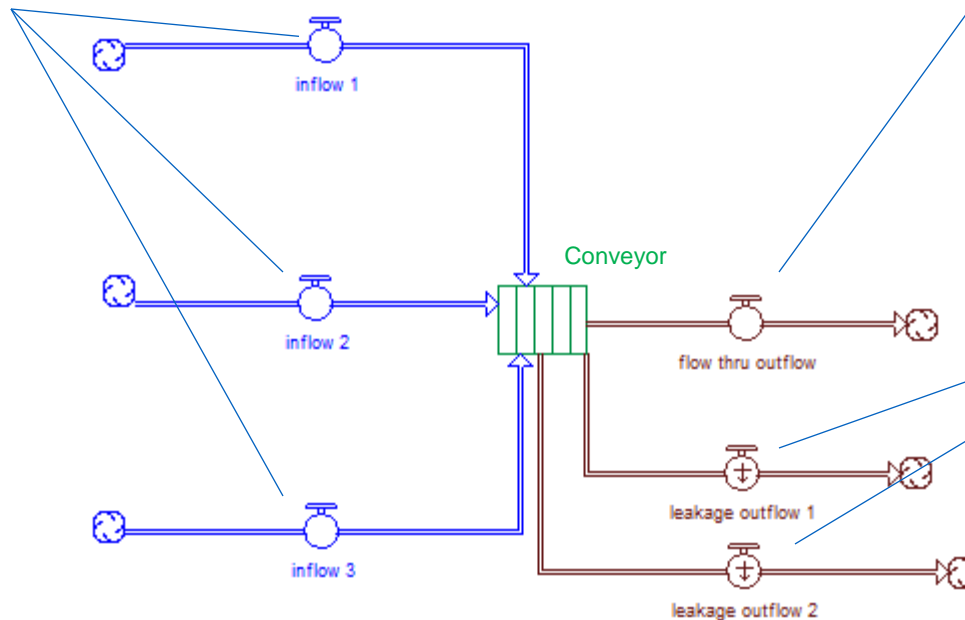 inflow 1
Conveyor
inflow 2
flow thru outflow
leakage outflow 1
inflow 3
leakage outflow 2